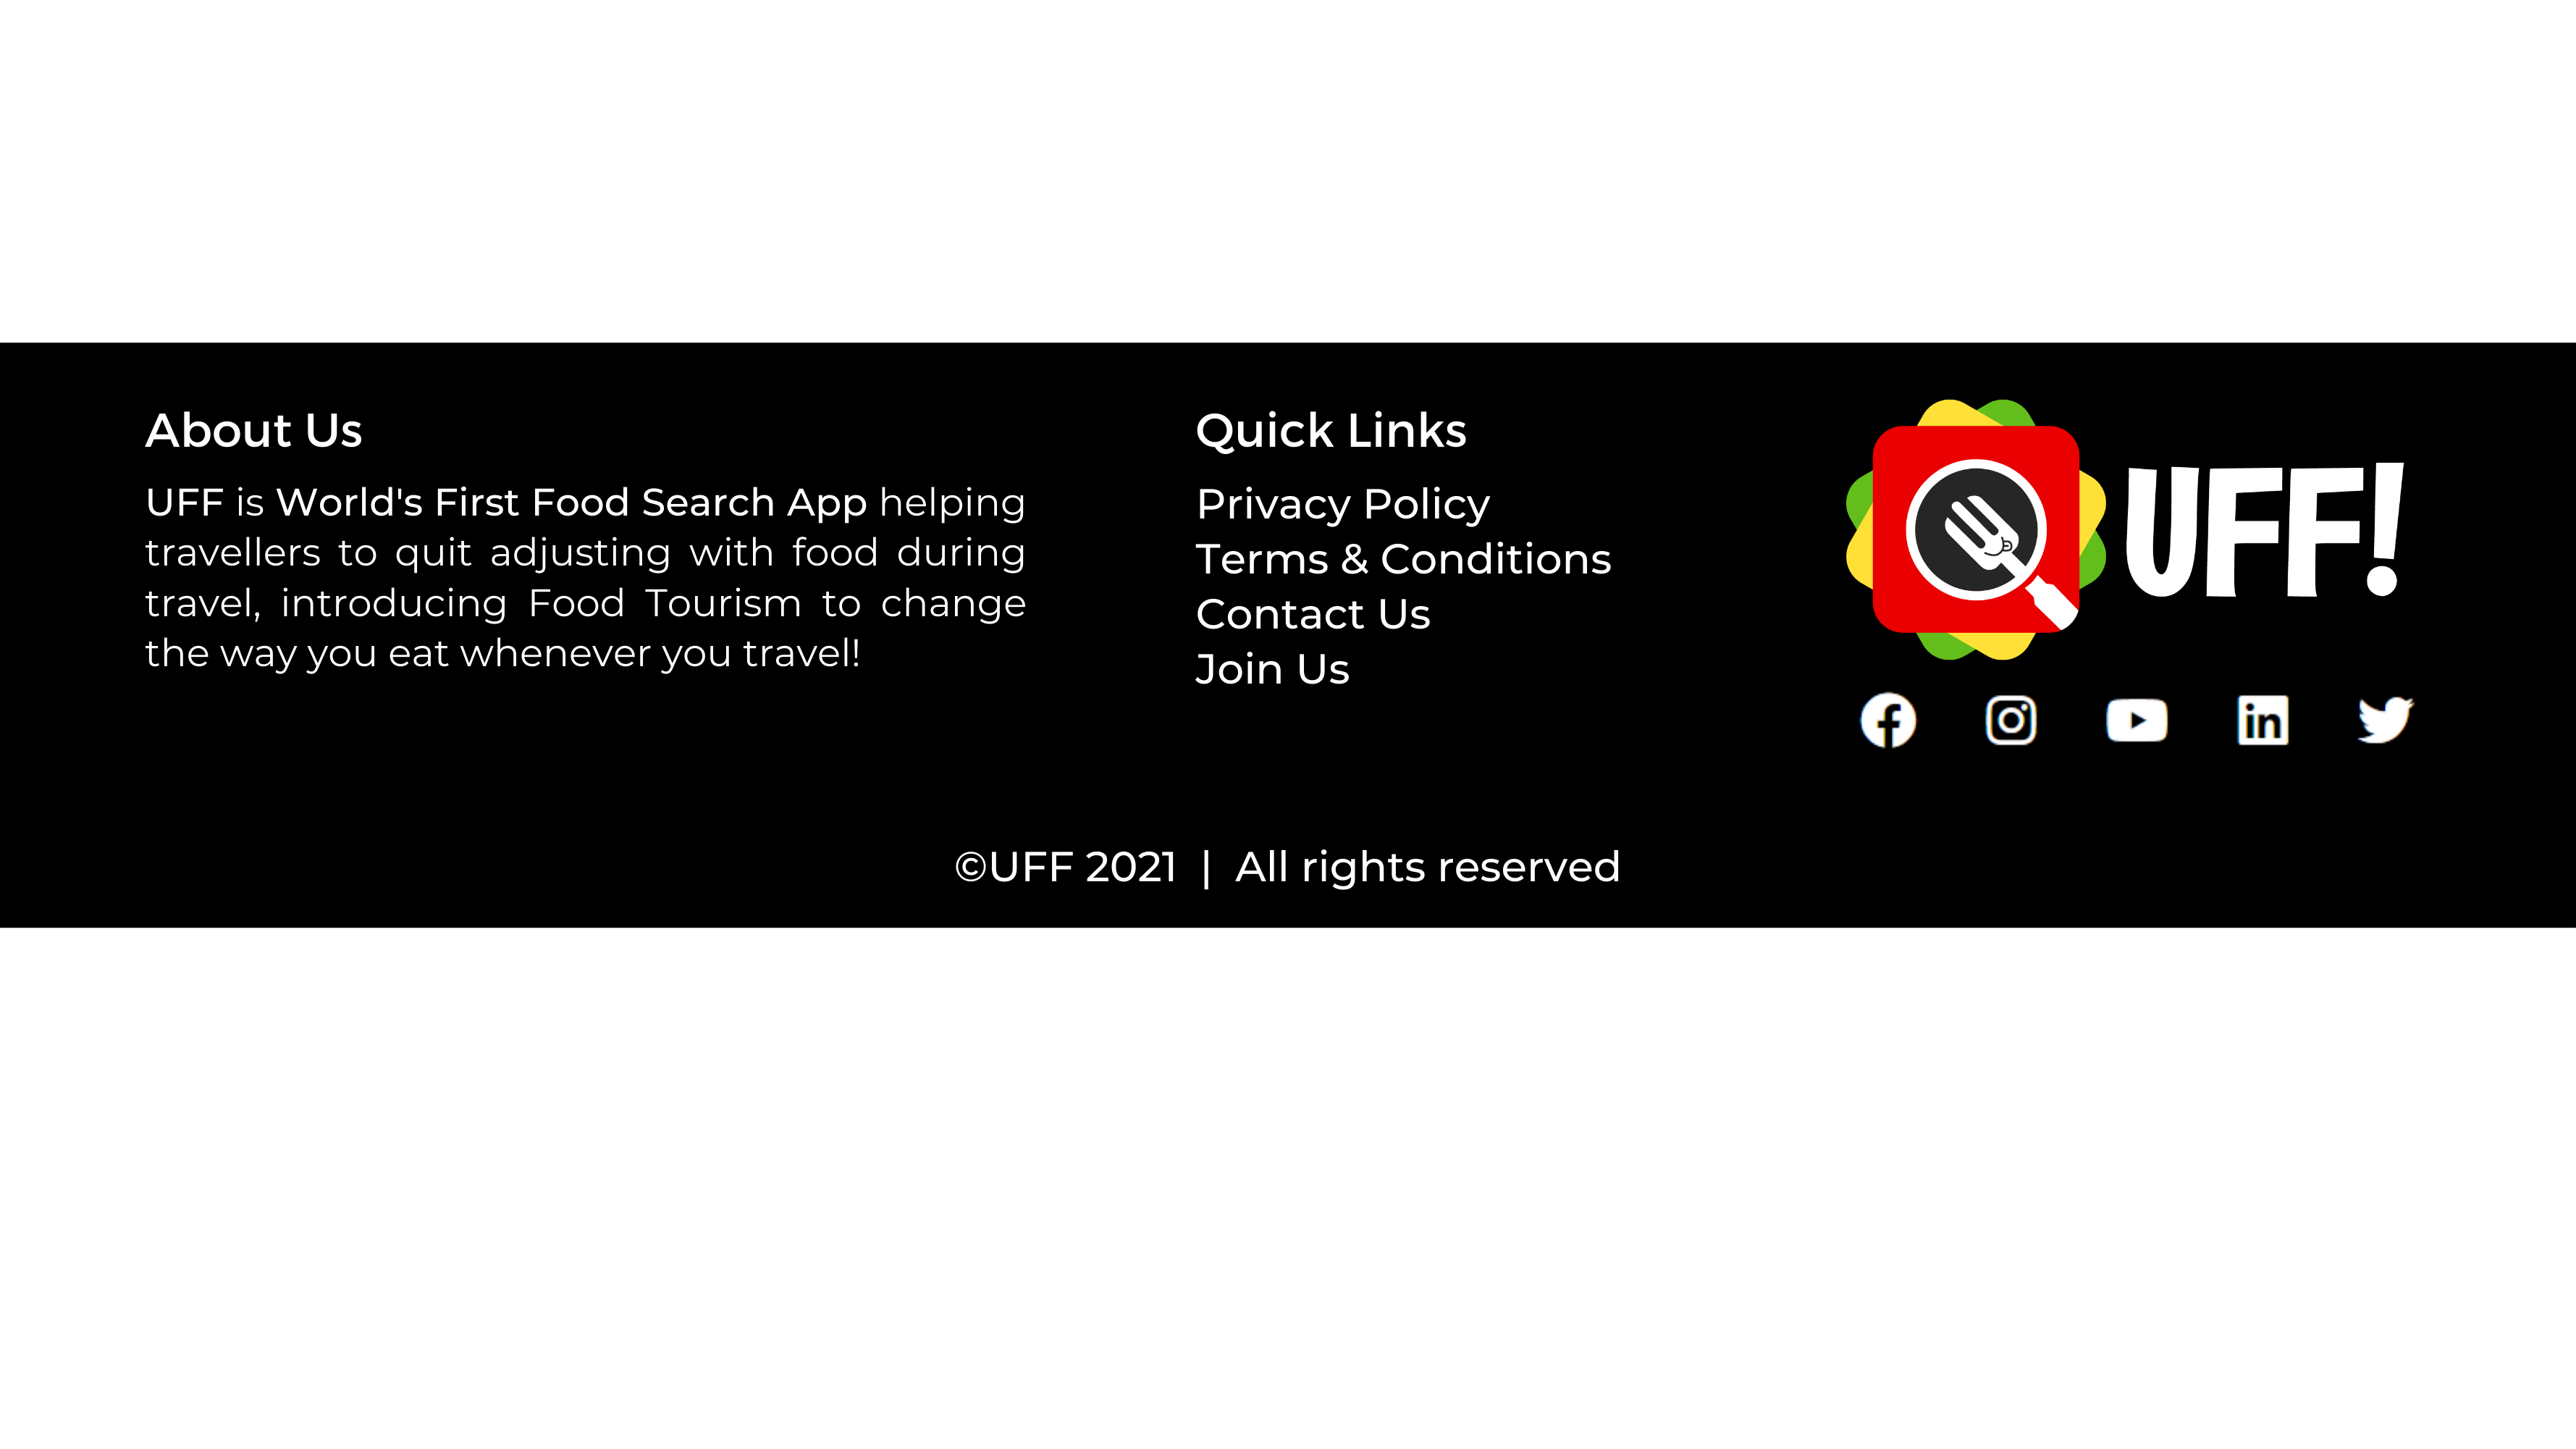 About Us
UFF is World's First Food Search App helping
travellers to quit adjusting with food during
travel, introducing Food Tourism to change
the way you eat whenever you travel!
Quick Links
Privacy Policy
Terms & Conditions
Contact Us
Join Us
UFF!
in
©UFF 2021 | All rights reserved